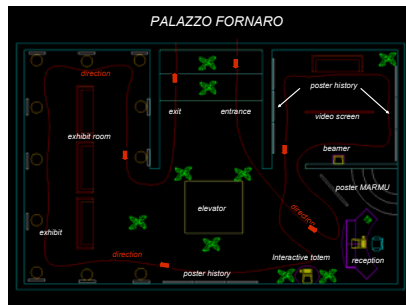 PALAZZO FORNARO
direction
poster history
exit
entrance
video screen
exhibit room
beamer
poster MARMU
elevator
direction
exhibit
direction
Interactive totem
reception
poster history